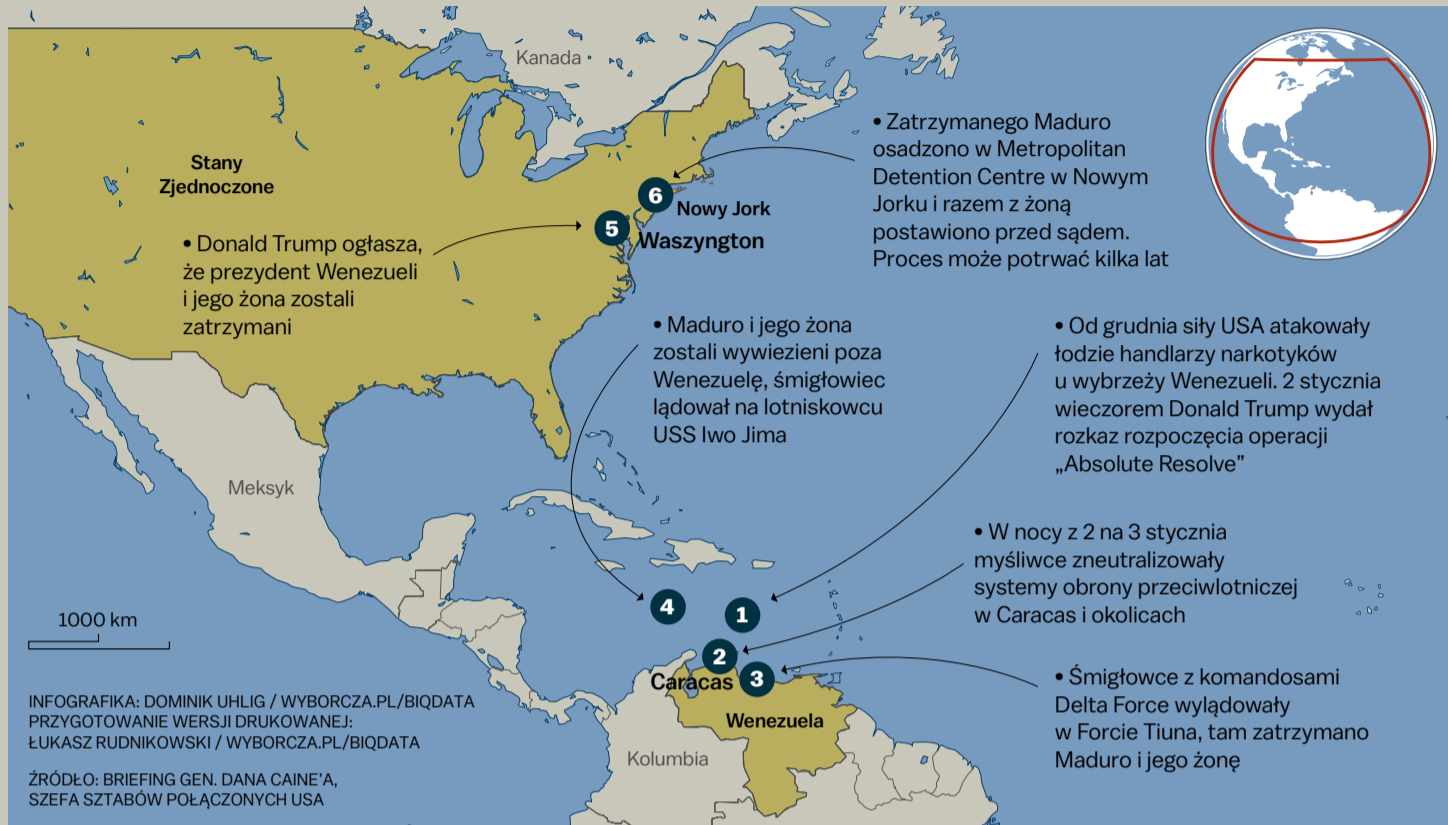 Kanada
Stany
Zjednoczone
• Zatrzymanego Maduro
osadzono w Metropolitan
Detention Centre w Nowym
Jorku i razem z żoną
postawiono przed sądem.
Proces może potrwać kilka lat
6
Nowy Jork
5
Waszyngton
• Donald Trump ogłasza,
że prezydent Wenezueli
i jego żona zostali
zatrzymani
• Maduro i jego żona
zostali wywiezieni poza
Wenezuelę, śmigłowiec
lądował na lotniskowcu
USS Iwo Jima
• Od grudnia siły USA atakowały
łodzie handlarzy narkotyków
u wybrzeży Wenezueli. 2 stycznia
wieczorem Donald Trump wydał
rozkaz rozpoczęcia operacji
„Absolute Resolve”
Meksyk
• W nocy z 2 na 3 stycznia
myśliwce zneutralizowały
systemy obrony przeciwlotniczej
w Caracas i okolicach
4
1
2
3
Caracas
Wenezuela
Kolumbia
• Śmigłowce z komandosami
Delta Force wylądowały
w Forcie Tiuna, tam zatrzymano
Maduro i jego żonę
1000 km
INFOGRAFIKA: DOMINIK UHLIG / WYBORCZA.PL/BIQDATA
PRZYGOTOWANIE WERSJI DRUKOWANEJ:
ŁUKASZ RUDNIKOWSKI / WYBORCZA.PL/BIQDATA
ŹRÓDŁO: BRIEFING GEN. DANA CAINE’A,
SZEFA SZTABÓW POŁĄCZONYCH USA